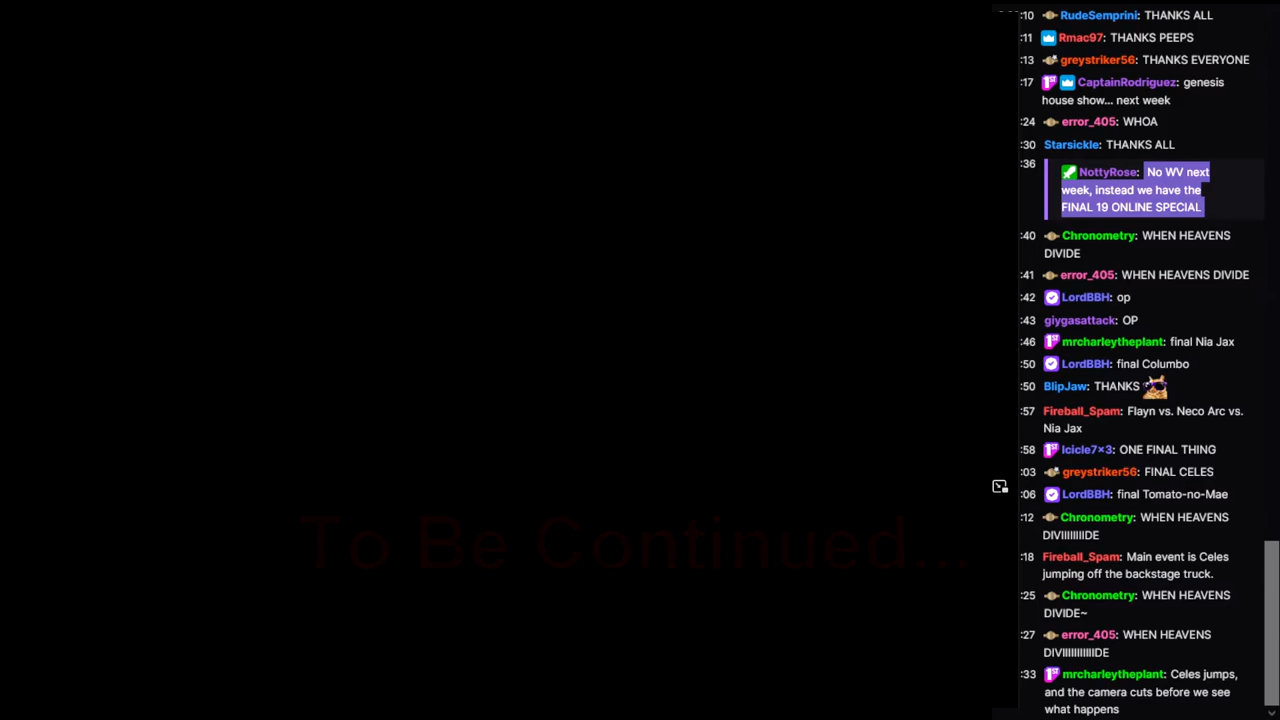 :10 RudeSemprini: THANKS ALL
:11 Rmac97: THANKS PEEPS
:13 greystriker56: THANKS EVERYONE
:17 CaptainRodriguez: genesis
house show... next week
:24 error_405: WHOA
:30 Starsickle: THANKS ALL
:36 NottyRose: No WV next
week, instead we have the
FINAL 19 ONLINE SPECIAL
:40 Chronometry: WHEN HEAVENS
DIVIDE
:41 error_405: WHEN HEAVENS DIVIDE
:42 LordBBH: op
:43 giygasattack: OP
:46 mrcharleytheplant: final Nia Jax
:50 LordBBH: final Columbo
:50 BlipJaw: THANKS
:57 Fireball_Spam: Flayn vs. Neco Arc vs.
Nia Jax
:58 Icicle7x3: ONE FINAL THING
:03 greystriker56: FINAL CELES
:06 LordBBH: final Tomato-no-Mae
:12 Chronometry: WHEN HEAVENS
DIVIIIIIIIIDE
:18 Fireball_Spam: Main event is Celes
jumping off the backstage truck.
:25 Chronometry: WHEN HEAVENS
DIVIDE~
:27 error_405: WHEN HEAVENS
DIVIIIIIIIIIIIDE
:33 mrcharleytheplant: Celes jumps,
and the camera cuts before we see
what happens
To Be Continued...